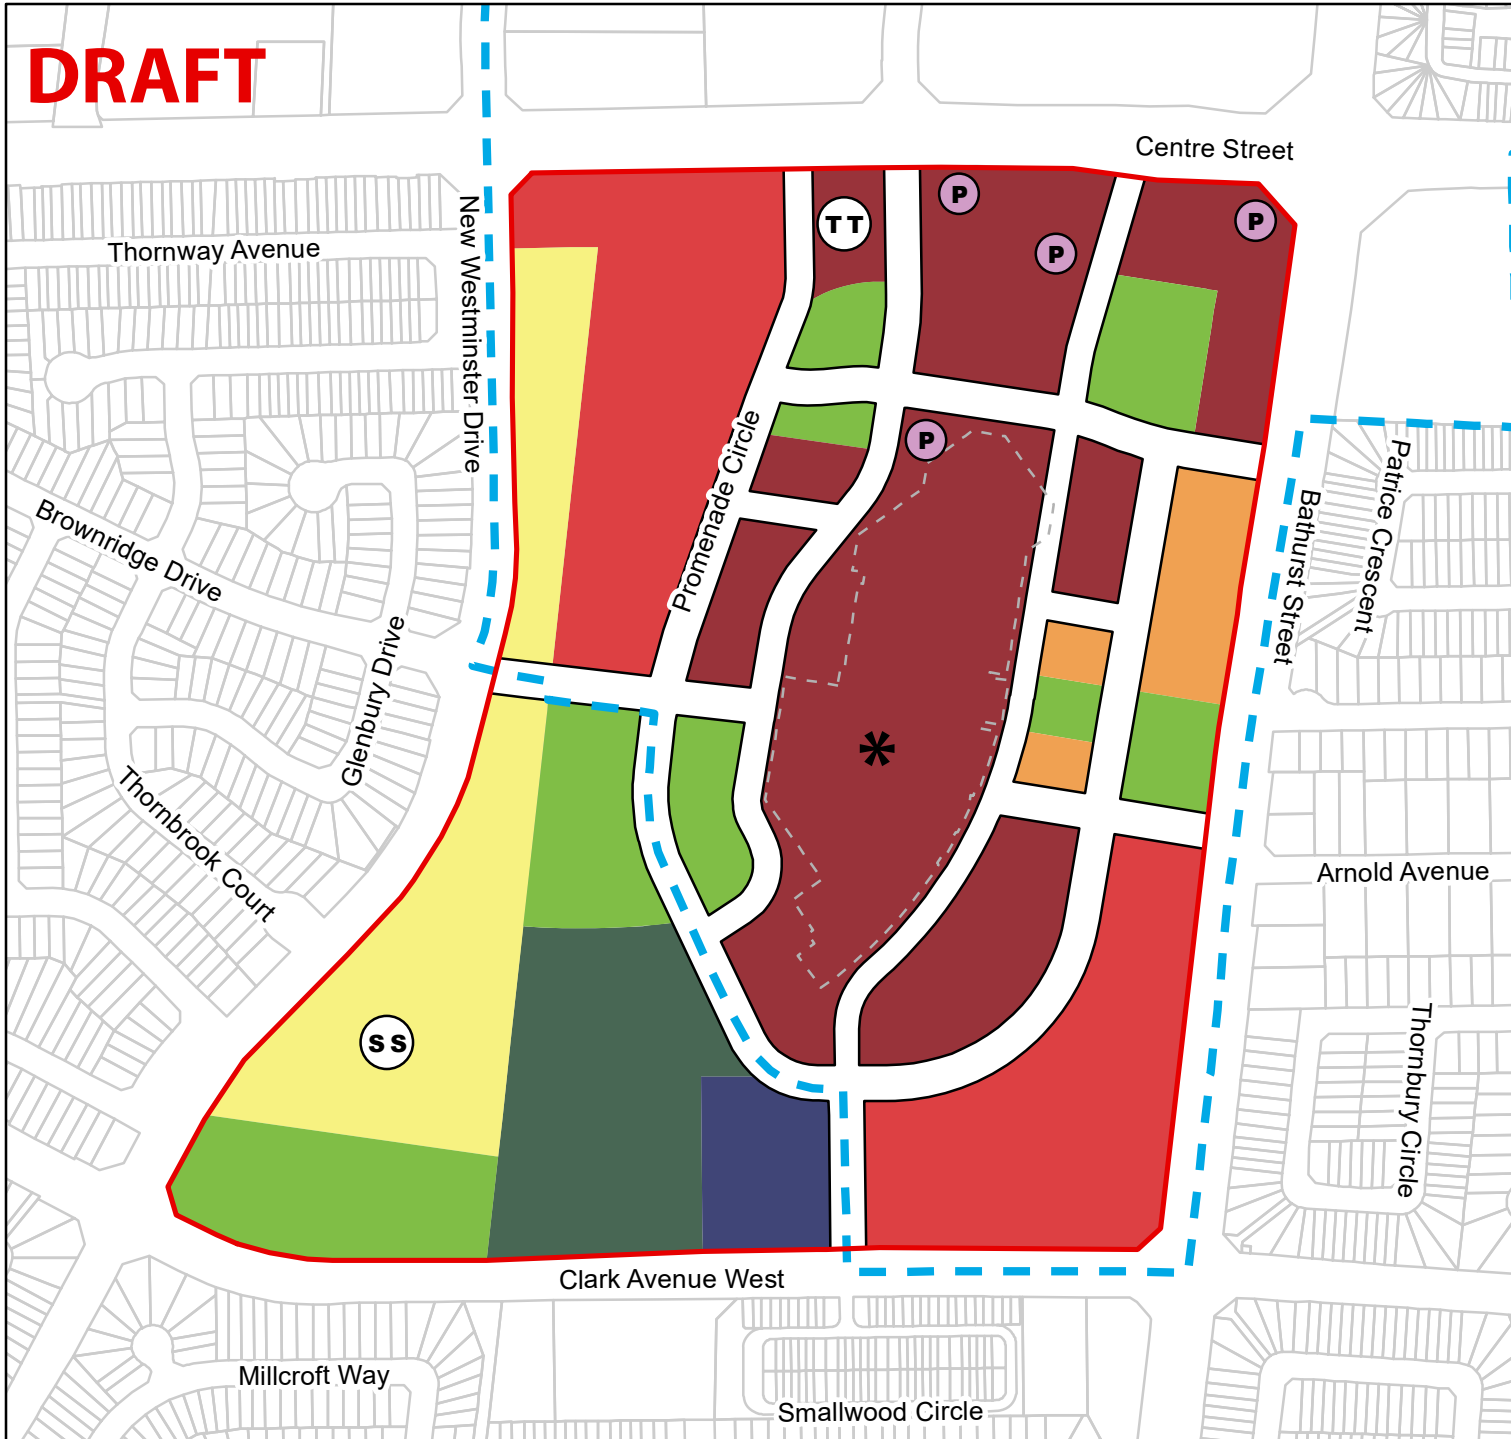 DRAFT
Centre Street
P
P
P
TT
New Westminster Drive
Thornway Avenue
Promenade Circle
P
Patrice Crescent
Bathurst Street
Brownridge Drive
Glenbury Drive
Thornbrook Court
*
Arnold Avenue
SS
Thornbury Circle
Clark Avenue West
Millcroft Way
Smallwood Circle